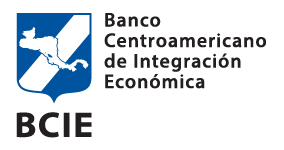 Banco
Centroamericano
de Integración
Económica
BCIE